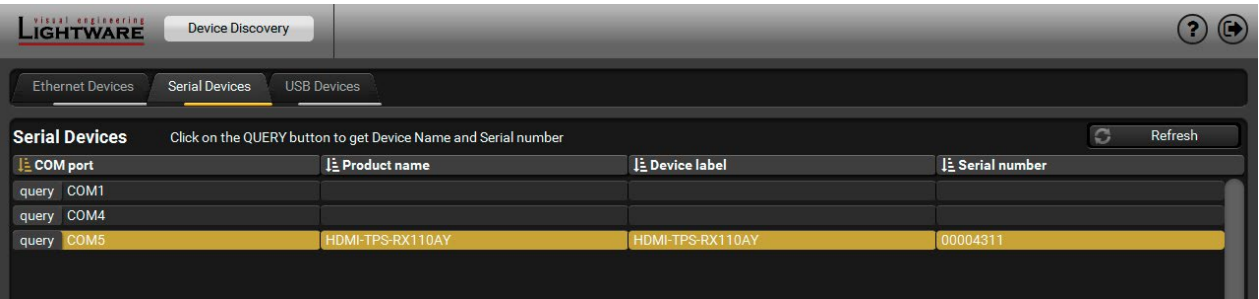 visual engineering
LIGHTWARE
Device Discovery
?
Ethernet Devices Serial Devices USB Devices
Serial Devices Click on the QUERY button to get Device Name and Serial number Refresh
COM port Product name Device label Serial number
query COM1
query COM4
query COM5 HDMI-TPS-RX110AY HDMI-TPS-RX110AY 00004311